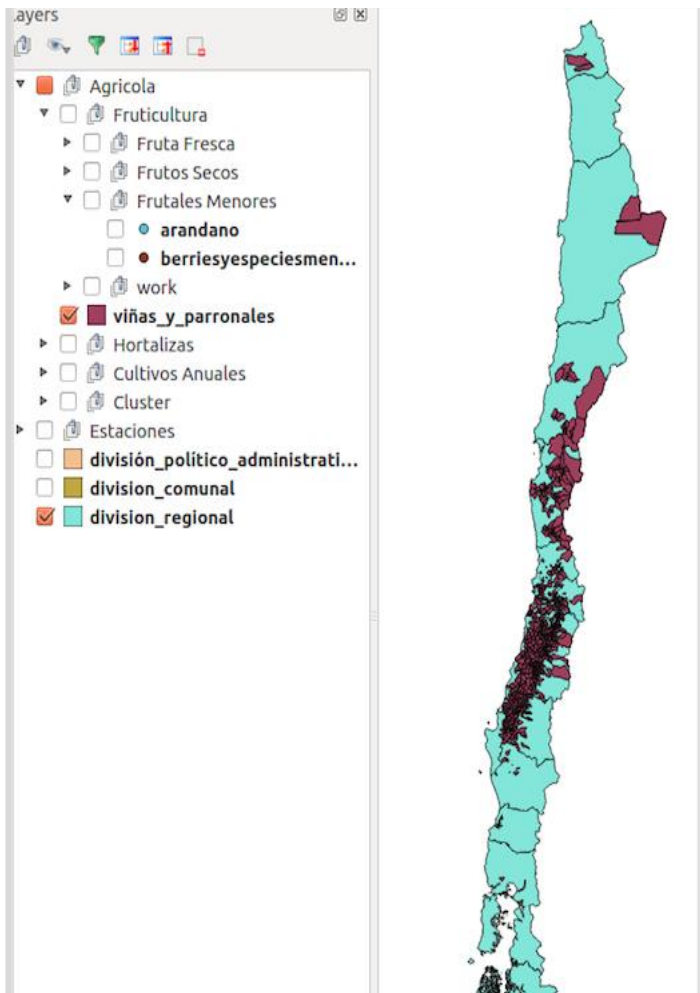 ayers
Agricola
Fruticultura
Fruta Fresca
Frutos Secos
Frutales Menores
arandano
berriesyespeciesmen...
work
viñas_y_parronales
Hortalizas
Cultivos Anuales
Cluster
Estaciones
división_político_administrati...
division_comunal
division_regional